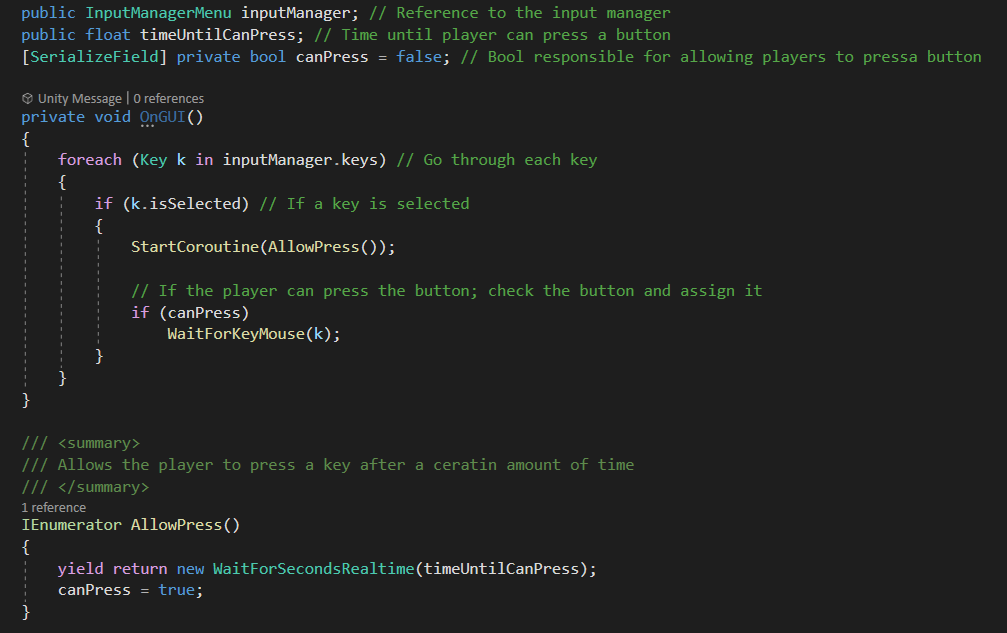 public InputManagerMenu inputManager; // Reference to the input manager
public float timeUntilCanPress; // Time until player can press a button
[SerializeField] private bool canPress = false; // Bool responsible for allowing players to pressa button
Unity Message | 0 references
private void OnGUI()
{
foreach (Key k in inputManager.keys) // Go through each key
{
if (k.isSelected) // If a key is selected
{
StartCoroutine(AllowPress());
// If the player can press the button; check the button and assign it
if (canPress)
WaitForKeyMouse(k);
}
}
}
/// <summary>
/// Allows the player to press a key after a ceratin amount of time
/// </summary>
1 reference
IEnumerator AllowPress()
{
yield return new WaitForSecondsRealtime(timeUntilCanPress);
canPress = true;
}